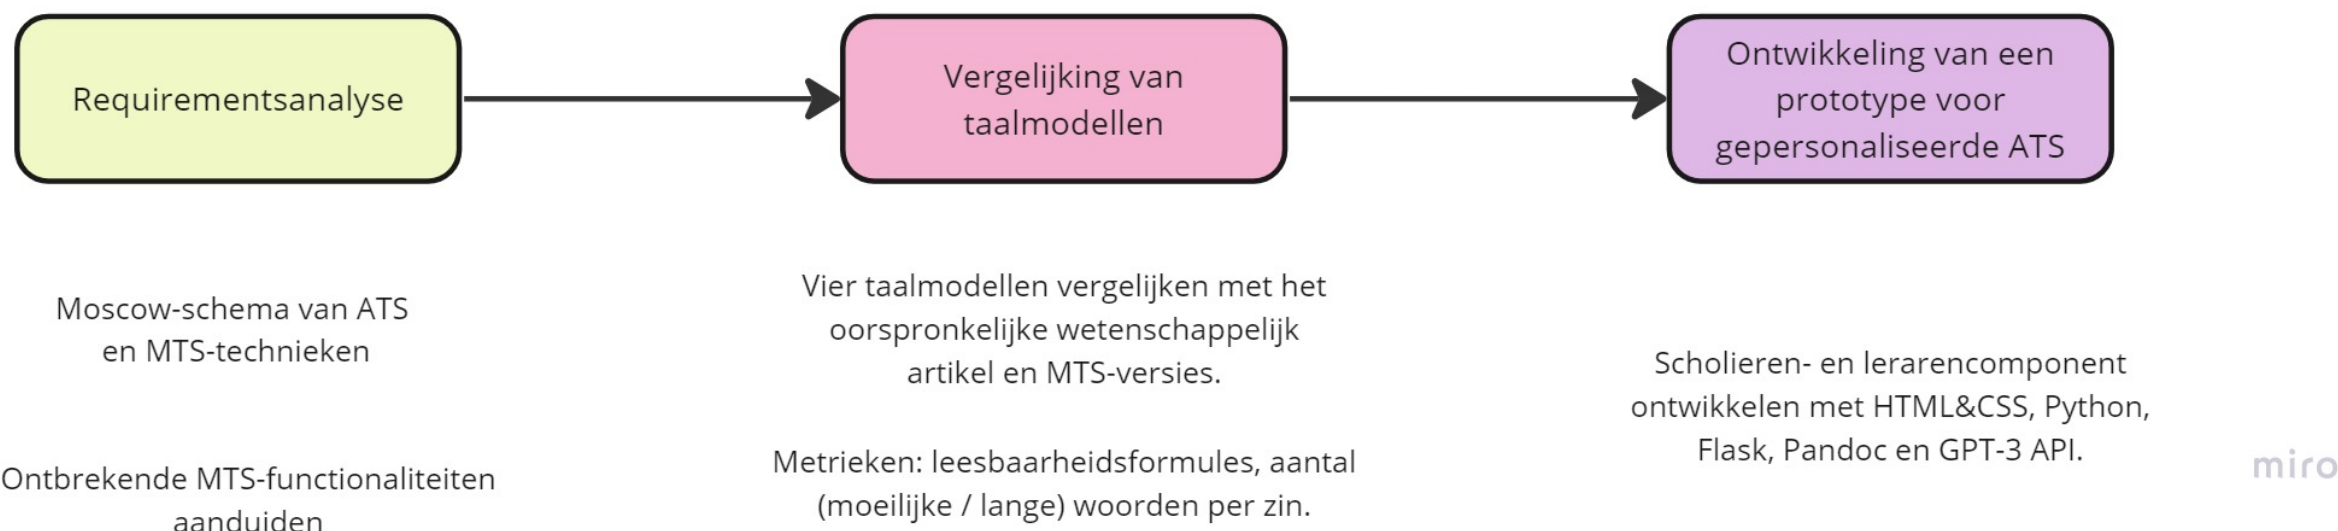 Requirementsanalyse
Moscow-schema van ATS
en MTS-technieken
Ontbrekende MTS-functionaliteiten
aanduiden
Vergelijking van
taalmodellen
Vier taalmodellen vergelijken met het
oorspronkelijke wetenschappelijk
artikel en MTS-versies.
Metrieken: leesbaarheidsformules, aantal
(moeilijke / lange) woorden per zin.
Ontwikkeling van een
prototype voor
gepersonaliseerde ATS
Scholieren- en lerarencomponent
ontwikkelen met HTML&CSS, Python,
Flask, Pandoc en GPT-3 API.
miro